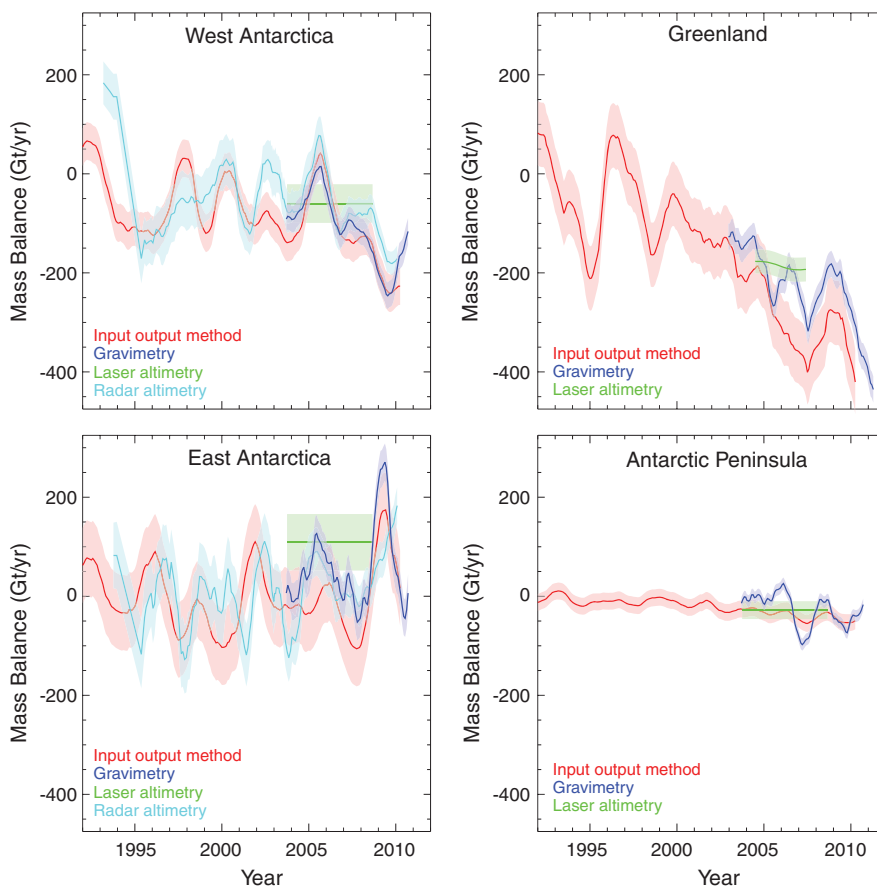 West Antarctica
200
0
-200
-400
Mass Balance (Gt/yr)
Input output method
Gravimetry
Laser altimetry
Radar altimetry
Greenland
200
0
-200
-400
Mass Balance (Gt/yr)
Input output method
Gravimetry
Laser altimetry
East Antarctica
200
0
-200
-400
Mass Balance (Gt/yr)
Input output method
Gravimetry
Laser altimetry
Radar altimetry
1995 2000 2005 2010
Year
Antarctic Peninsula
200
0
-200
-400
Mass Balance (Gt/yr)
Input output method
Gravimetry
Laser altimetry
1995 2000 2005 2010
Year